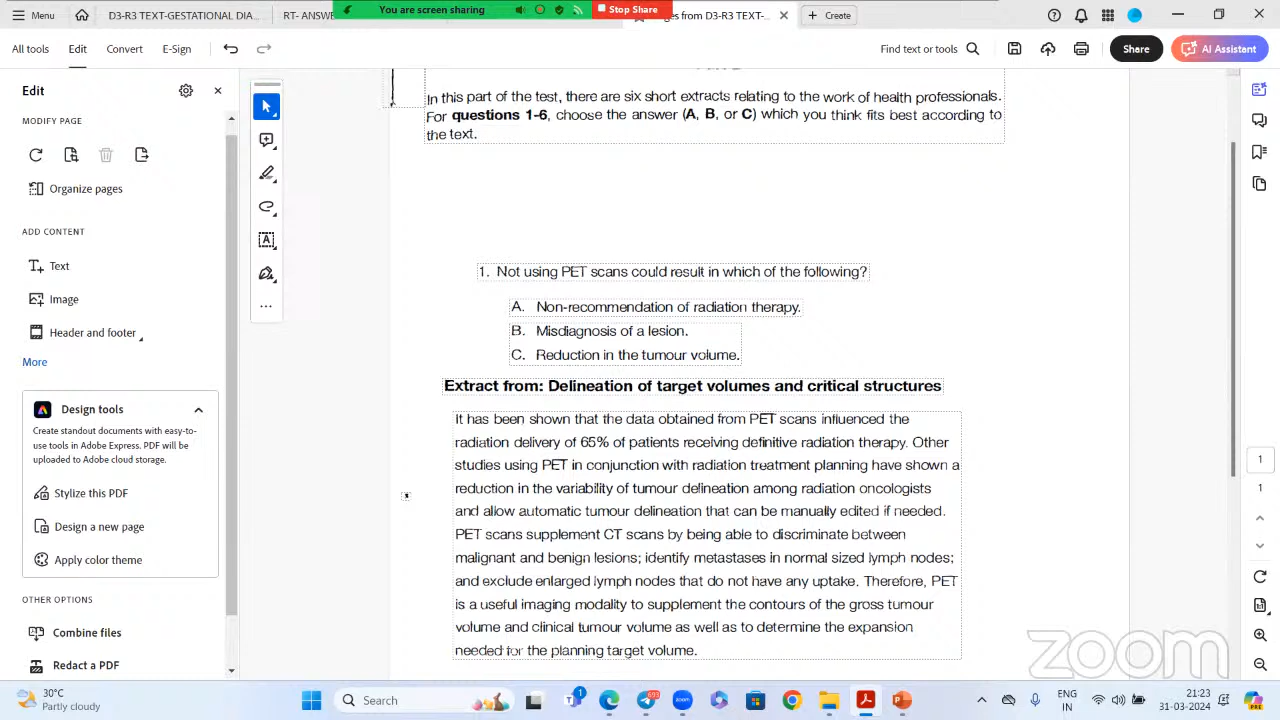 Menu
D3-R3 TEXT-GESTATIONAL DIA...
RT- ANSWE
You are screen sharing
Stop Share
ges from D3-R3 TEXT-...
Create
All tools
Edit
Convert
E-Sign
Find text or tools
Share
AI Assistant
Edit
MODIFY PAGE
Organize pages
ADD CONTENT
Text
Image
Header and footer
More
Design tools
Create standout documents with easy-
to-use tools in Adobe Express. PDF will be
uploaded to Adobe cloud storage.
Stylize this PDF
Design a new page
Apply color theme
OTHER OPTIONS
Combine files
Redact a PDF
In this part of the test, there are six short extracts relating to the work of health professionals.
For questions 1-6, choose the answer (A, B, or C) which you think fits best according to
the text.
1. Not using PET scans could result in which of the following?
A. Non-recommendation of radiation therapy.
B. Misdiagnosis of a lesion.
C. Reduction in the tumour volume.
Extract from: Delineation of target volumes and critical structures
It has been shown that the data obtained from PET scans influenced the
radiation delivery of 65% of patients receiving definitive radiation therapy. Other
studies using PET in conjunction with radiation treatment planning have shown a
reduction in the variability of tumour delineation among radiation oncologists
and allow automatic tumour delineation that can be manually edited if needed.
PET scans supplement CT scans by being able to discriminate between
malignant and benign lesions; identify metastases in normal sized lymph nodes;
and exclude enlarged lymph nodes that do not have any uptake. Therefore, PET
is a useful imaging modality to supplement the contours of the gross tumour
volume and clinical tumour volume as well as to determine the expansion
needed for the planning target volume.
1
1
zoom
30°C
Partly cloudy
Search
1
693
zoom
ENG
IN
21:23
31-03-2024